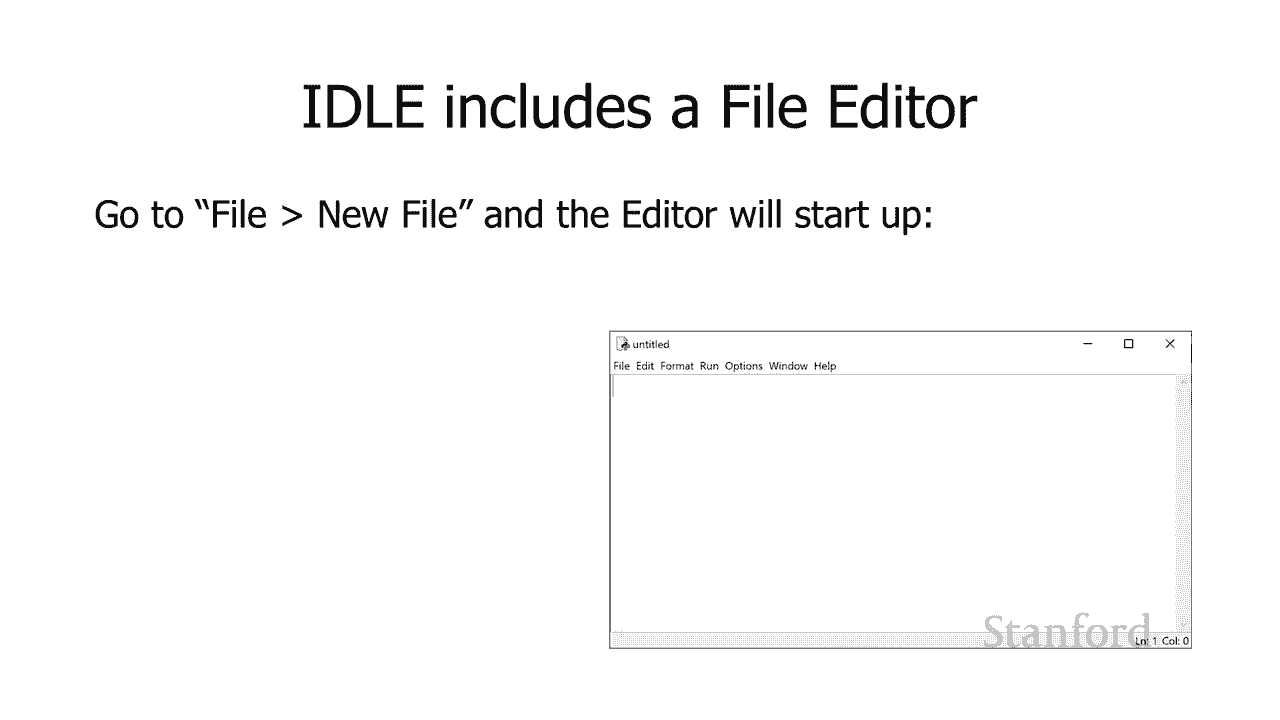 IDLE includes a File Editor
Go to “File > New File” and the Editor will start up:
untitled
File Edit Format Run Options Window Help
Stanford
Ln: 1 Col: 0